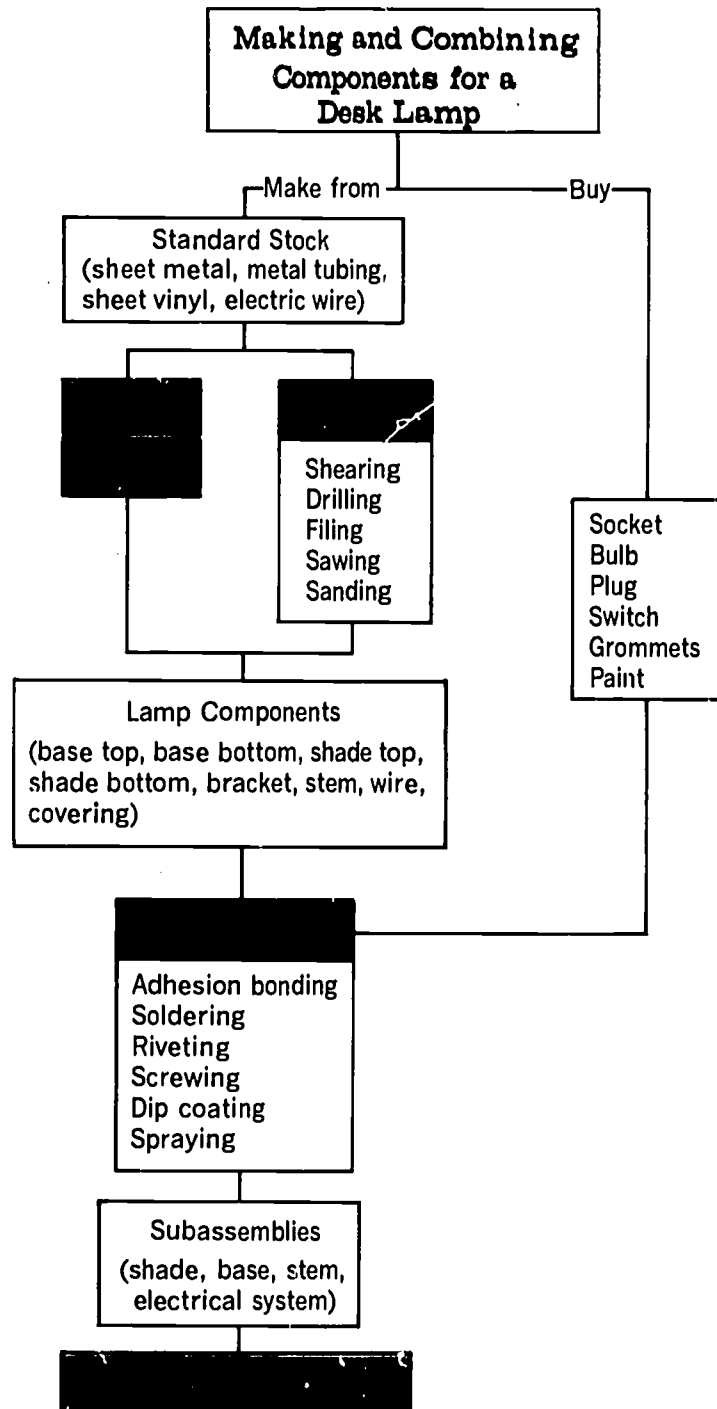 Making and Combining
Components for a
Desk Lamp
Make from
Buy
Standard Stock
(sheet metal, metal tubing,
sheet vinyl, electric wire)
Shearing
Drilling
Filing
Sawing
Sanding
Socket
Bulb
Plug
Switch
Grommets
Paint
Lamp Components
(base top, base bottom, shade top,
shade bottom, bracket, stem, wire,
covering)
Adhesion bonding
Soldering
Riveting
Screwing
Dip coating
Spraying
Subassemblies
(shade, base, stem,
electrical system)